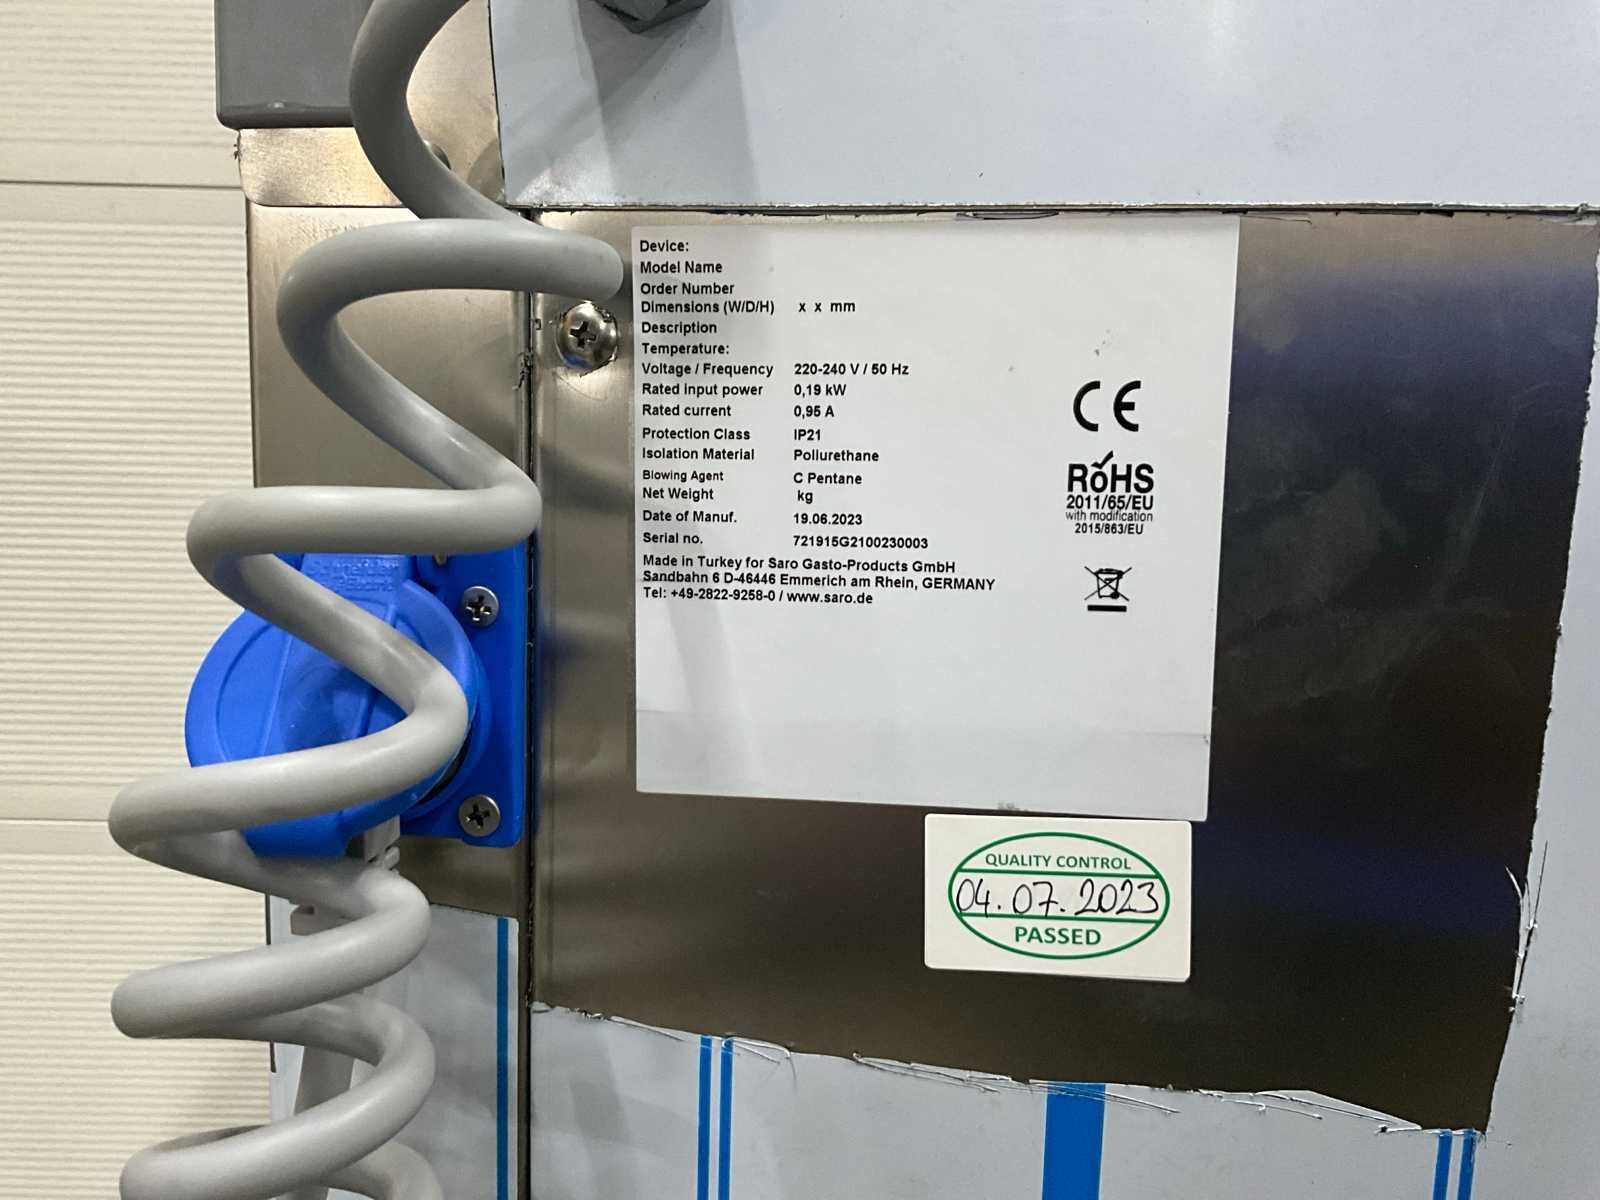 Device:
Model Name
Order Number
Dimensions (W/D/H) x x mm
Description
Temperature:
Voltage / Frequency 220-240 V / 50 Hz
Rated input power 0,19 kW
Rated current 0,95 A
Protection Class IP21
Isolation Material Poliurethane
Blowing Agent C Pentane
Net Weight kg
Date of Manuf. 19.06.2023
Serial no. 721915G2100230003
Made in Turkey for Saro Gasto-Products GmbH
Sandbahn 6 D-46446 Emmerich am Rhein, GERMANY
Tel: +49-2822-9258-0 / www.saro.de
CE
RoHS
2011/65/EU
with modification
2015/863/EU
QUALITY CONTROL
04.07.2023
PASSED